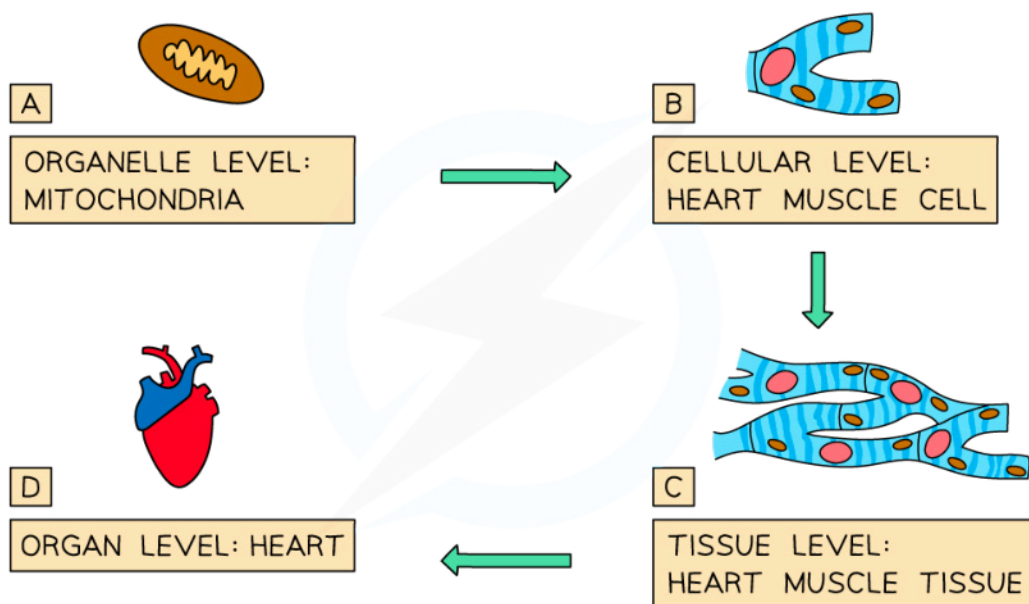 A
ORGANELLE LEVEL:
MITOCHONDRIA
B
CELLULAR LEVEL:
HEART MUSCLE CELL
C
TISSUE LEVEL:
HEART MUSCLE TISSUE
D
ORGAN LEVEL: HEART